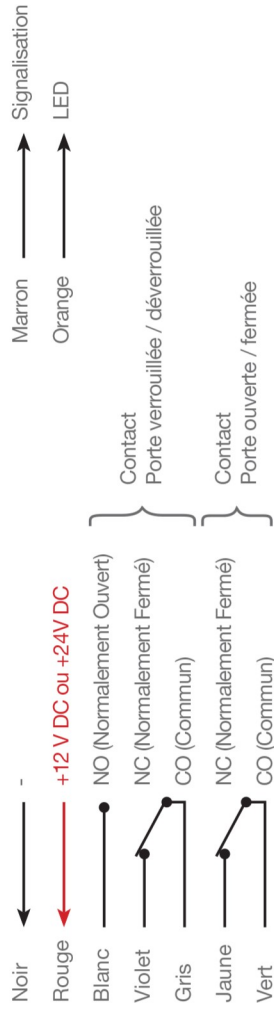 Noir -
Rouge +12 V DC ou +24V DC
Blanc NO (Normalement Ouvert)
Violet NC (Normalement Fermé)
Gris CO (Commun)
Contact
Porte verrouillée / déverrouillée
Jaune NC (Normalement Fermé)
Vert CO (Commun)
Contact
Porte ouverte / fermée
Marron Signalisation
Orange LED